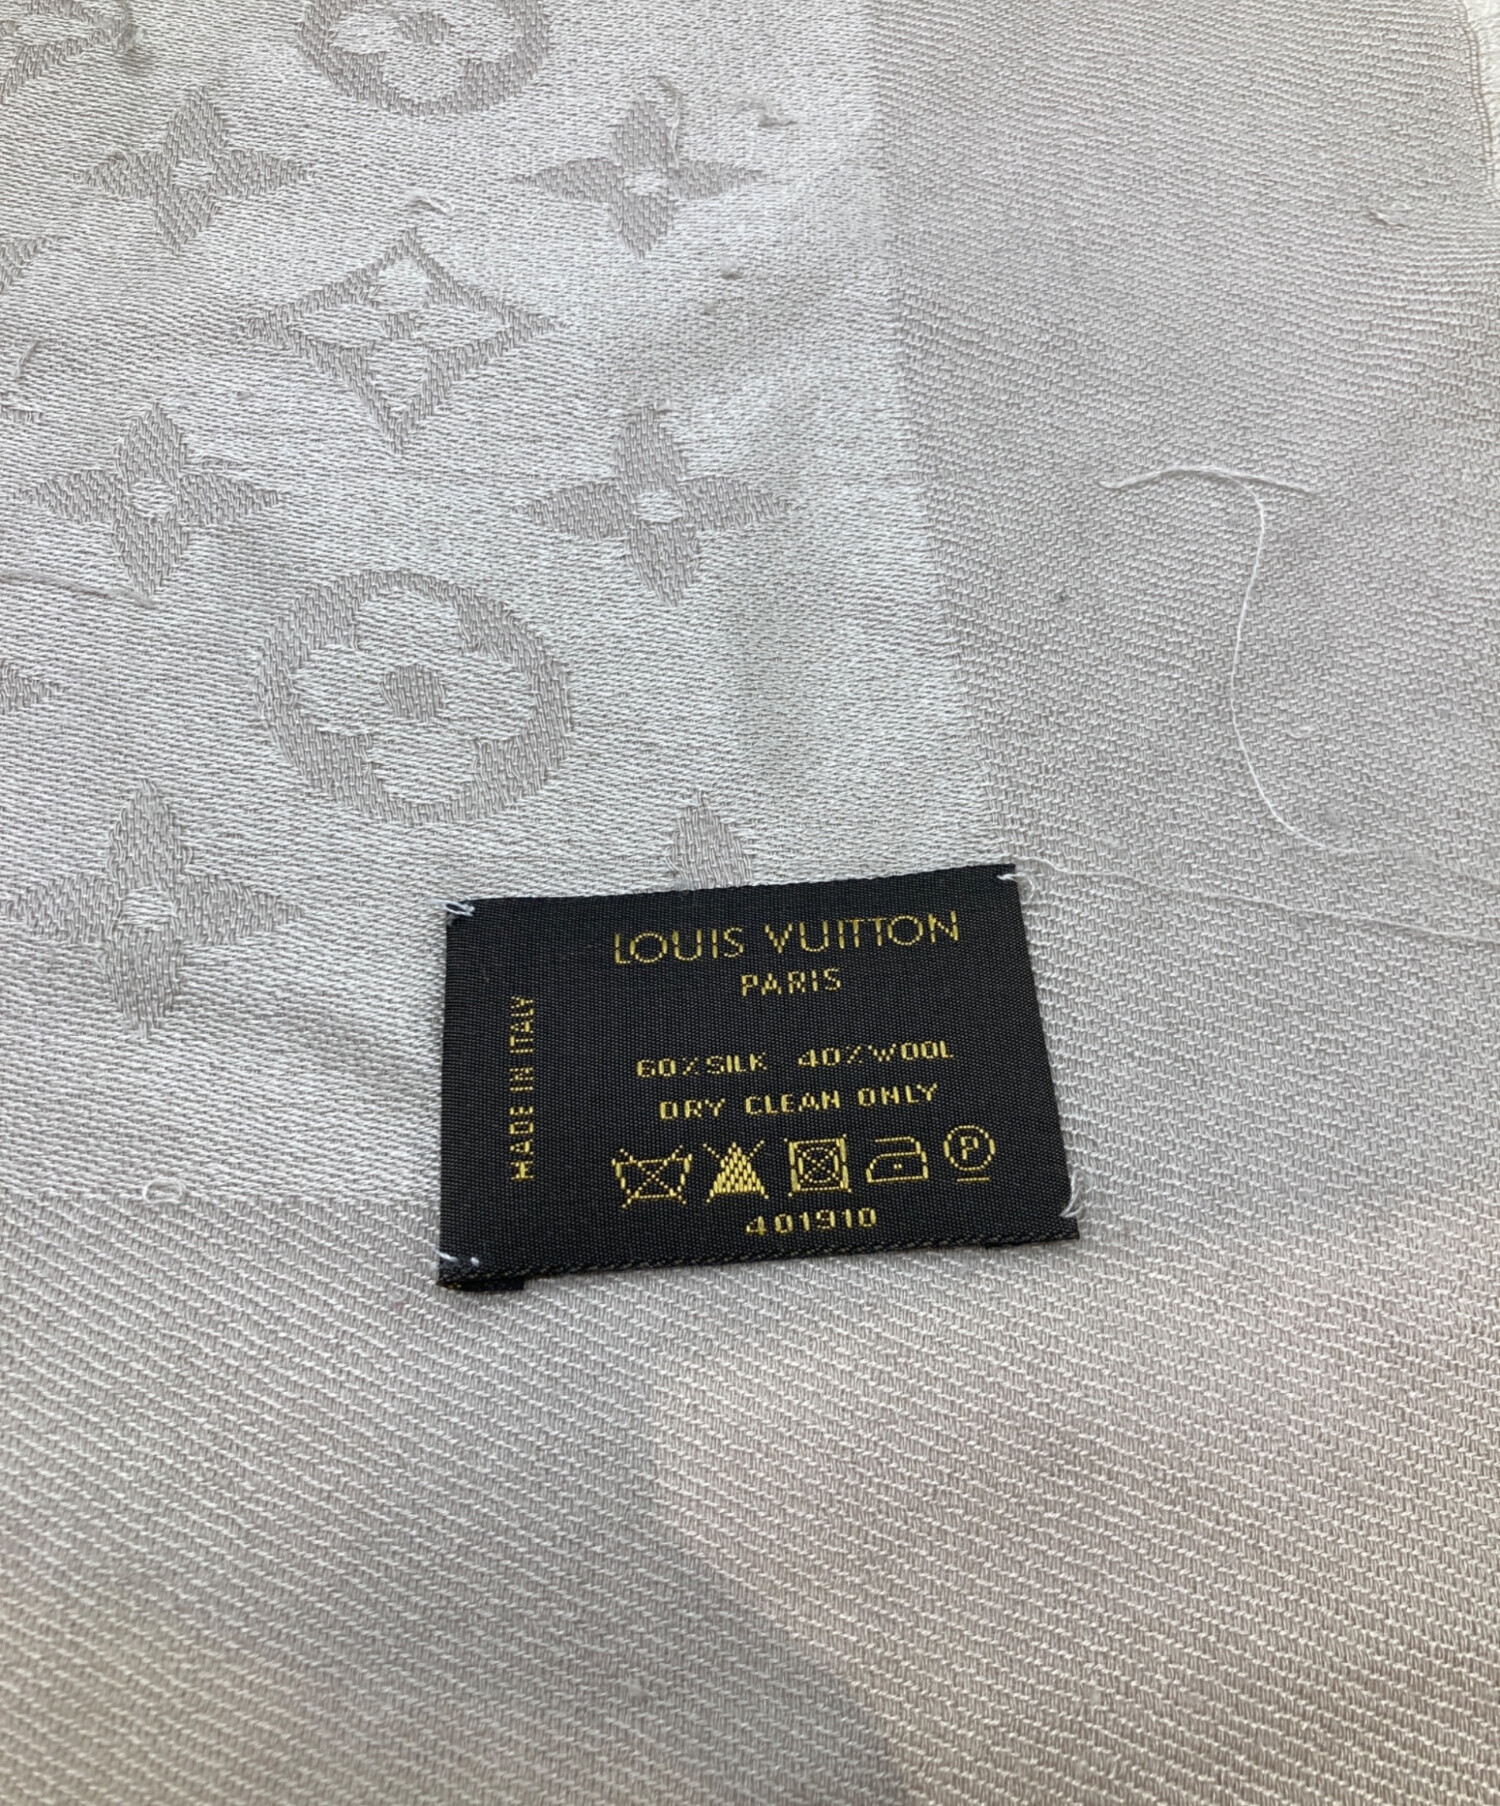 LOUIS VUITTON
PARIS
MADE IN ITALY
60%SILK 40%WOOL
DRY CLEAN ONLY
P
401910